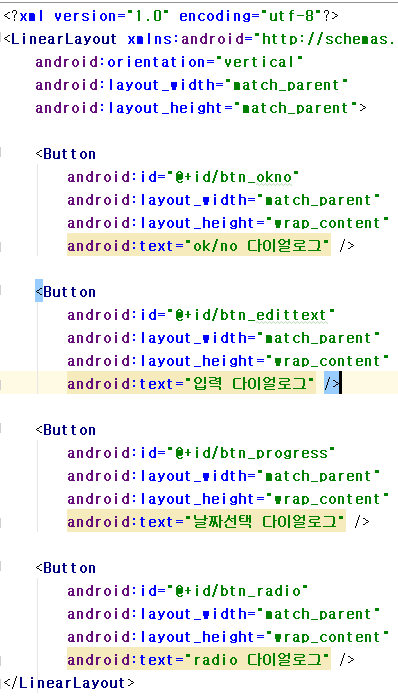 <?xml version="1.0" encoding="utf-8"?>
<LinearLayout xmlns:android="http://schemas.
android:orientation="vertical"
android:layout_width="match_parent"
android:layout_height="match_parent">
<Button
android:id="@+id/btn_okno"
android:layout_width="match_parent"
android:layout_height="wrap_content"
android:text="ok/no 다이얼로그" />
<Button
android:id="@+id/btn_edittext"
android:layout_width="match_parent"
android:layout_height="wrap_content"
android:text="입력 다이얼로그" />
<Button
android:id="@+id/btn_progress"
android:layout_width="match_parent"
android:layout_height="wrap_content"
android:text="날짜선택 다이얼로그" />
<Button
android:id="@+id/btn_radio"
android:layout_width="match_parent"
android:layout_height="wrap_content"
android:text="radio 다이얼로그" />
</LinearLayout>